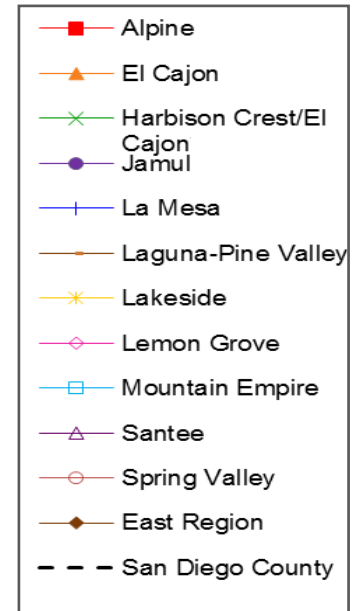 Alpine
El Cajon
Harbison Crest/El
Cajon
Jamul
La Mesa
Laguna-Pine Valley
Lakeside
Lemon Grove
Mountain Empire
Santee
Spring Valley
East Region
San Diego County